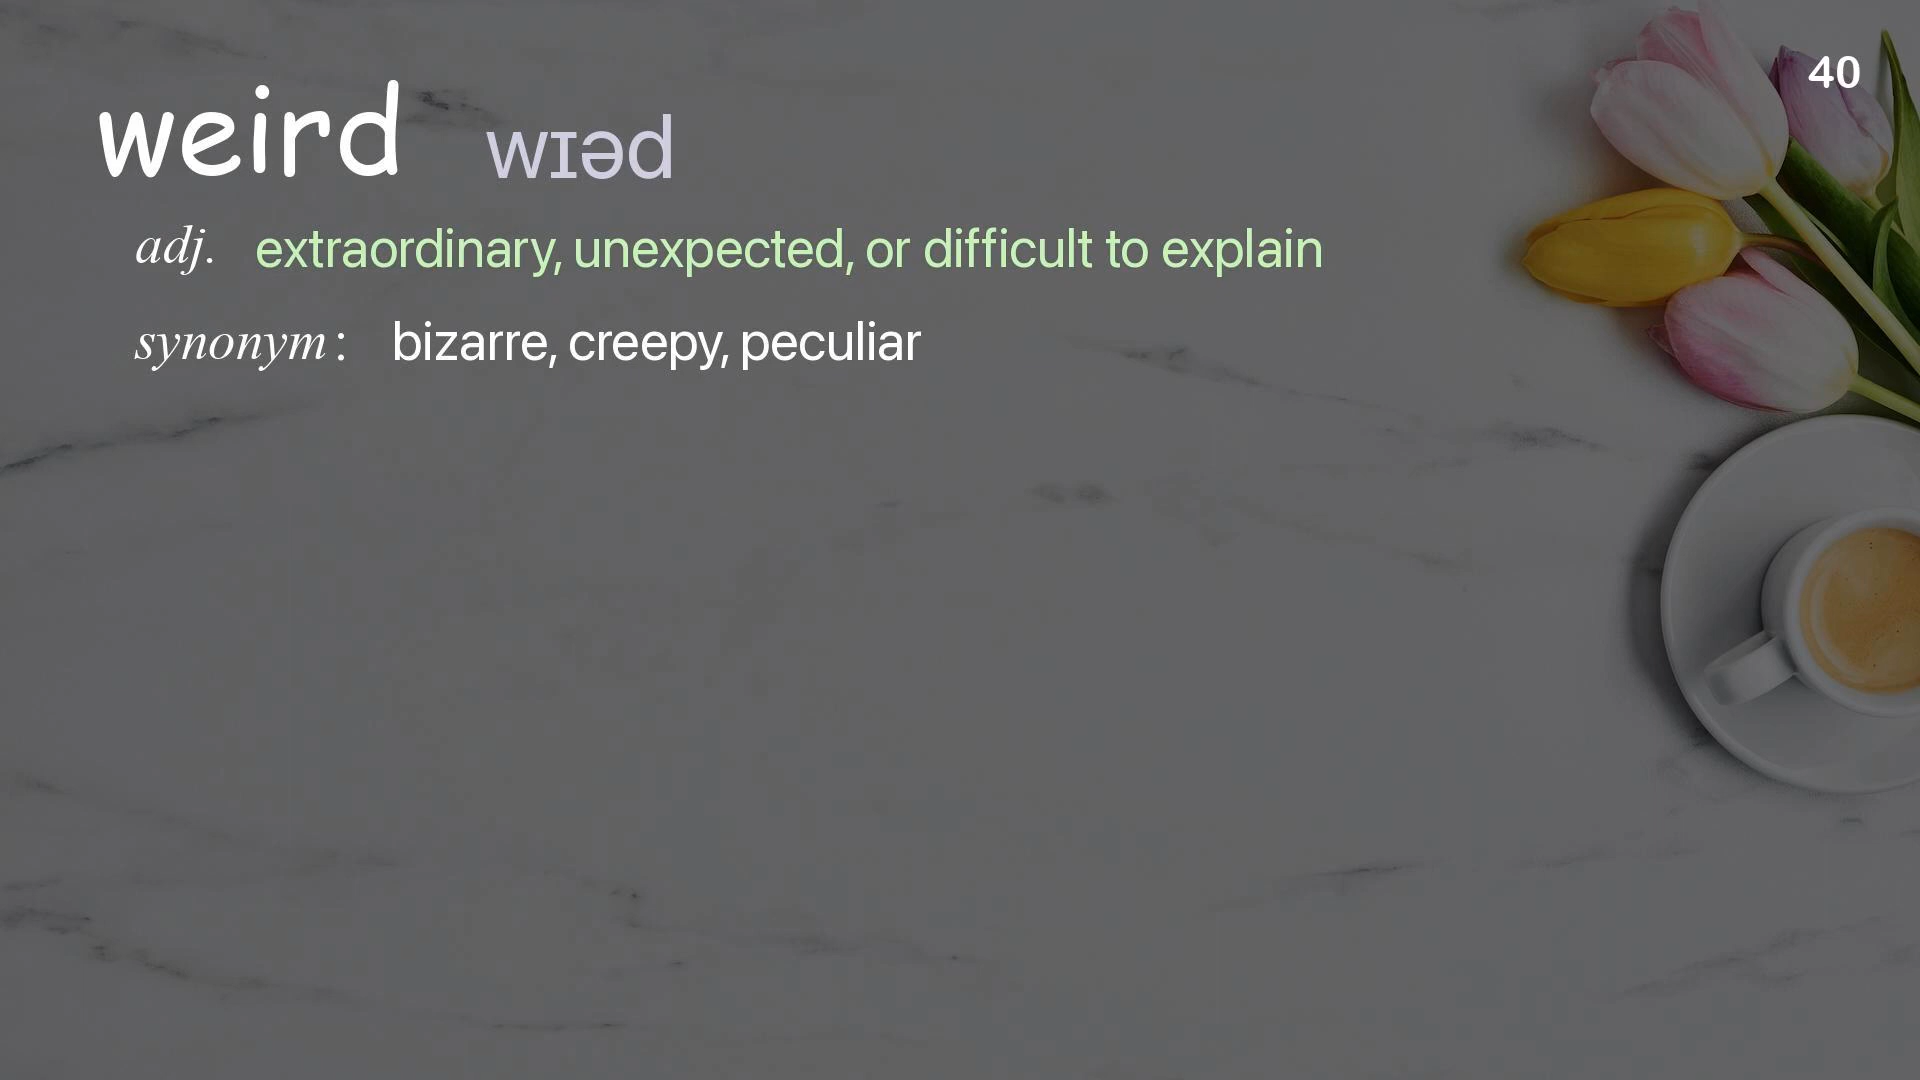 40
weird wɪəd
adj. extraordinary, unexpected, or difficult to explain
synonym: bizarre, creepy, peculiar